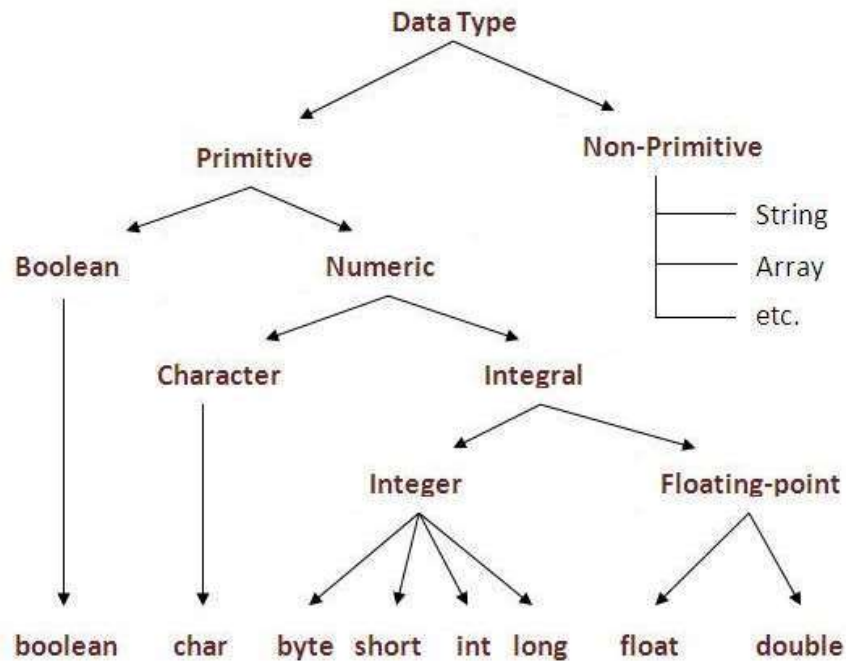 Data Type
Primitive
Non-Primitive
String
Array
etc.
Boolean
Numeric
Character
Integral
Integer
Floating-point
boolean char byte short int long float double